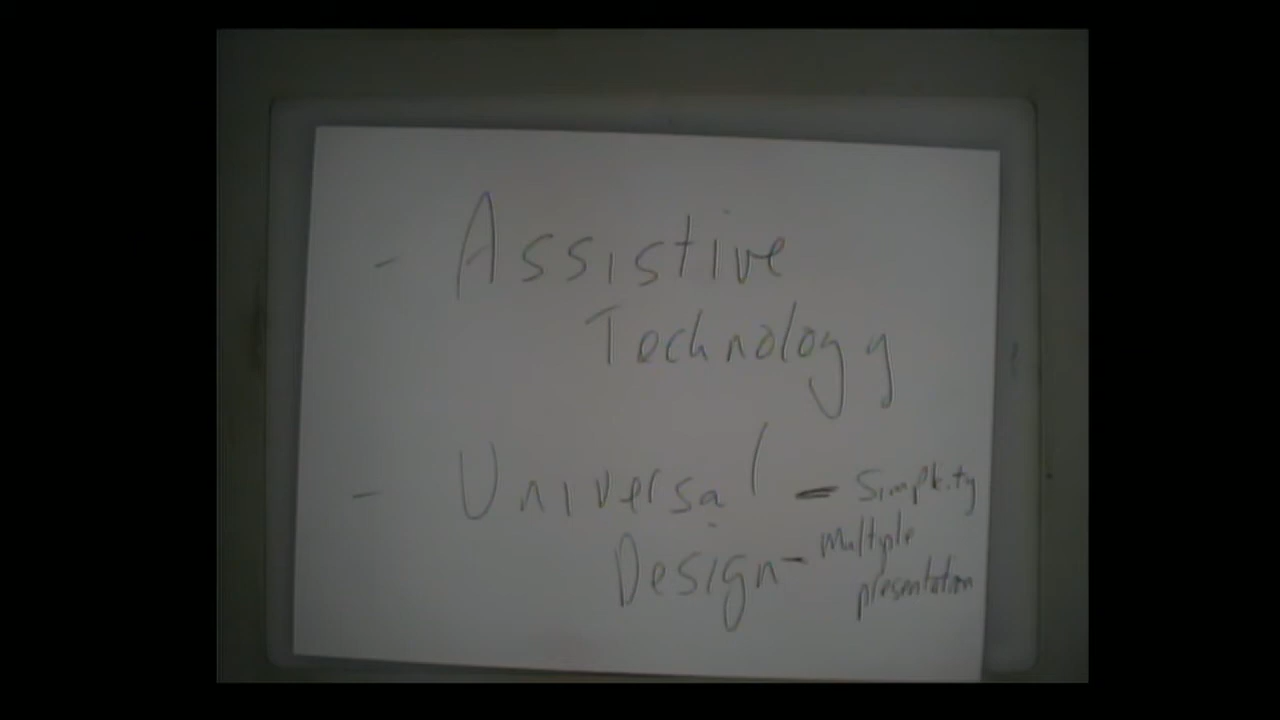 - Assistive
Technology
- Universal - Simplicity
Design - Multiple
presentation